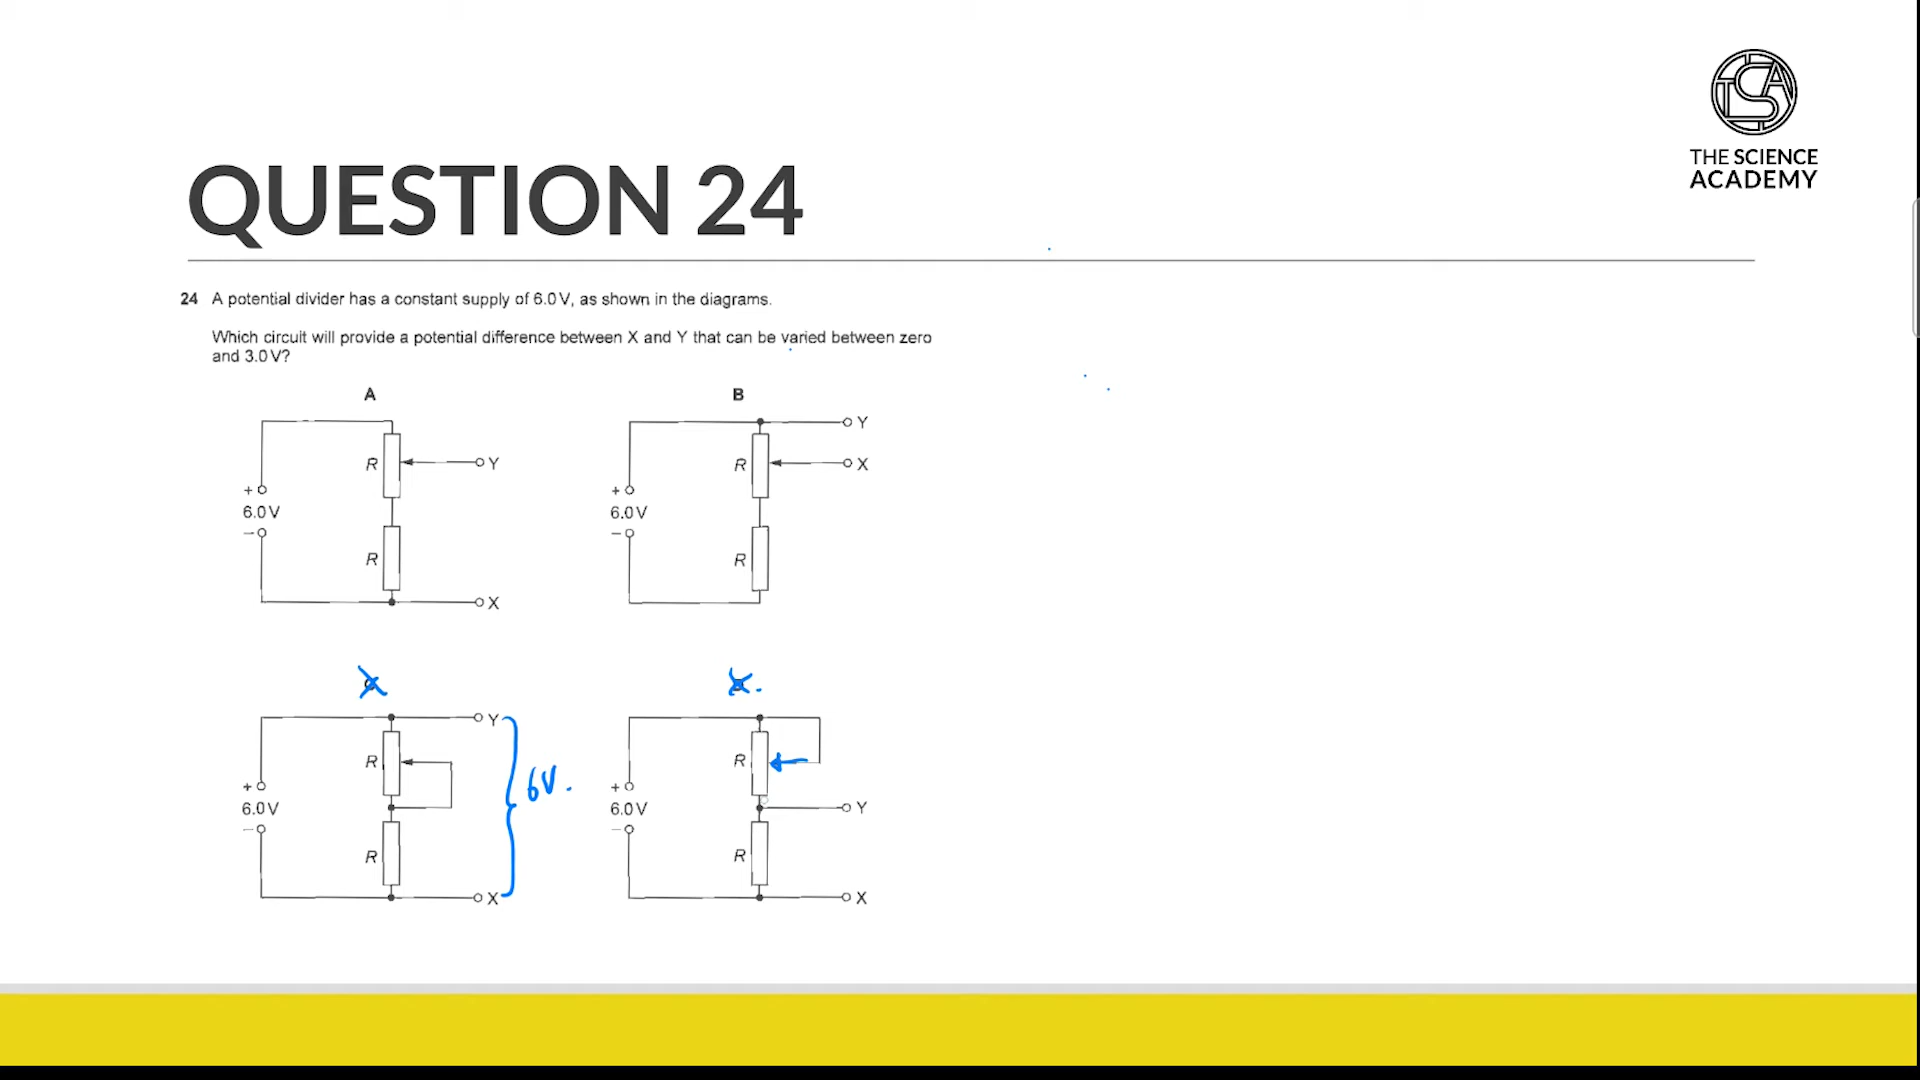 THE SCIENCE
ACADEMY
QUESTION 24
24 A potential divider has a constant supply of 6.0 V, as shown in the diagrams.
Which circuit will provide a potential difference between X and Y that can be varied between zero
and 3.0 V?
A
R
Y
+
6.0 V
−
R
X
B
Y
R
X
+
6.0 V
−
R
Y
R
+
6.0 V
−
R
X
6V.
R
+
6.0 V
−
Y
R
X